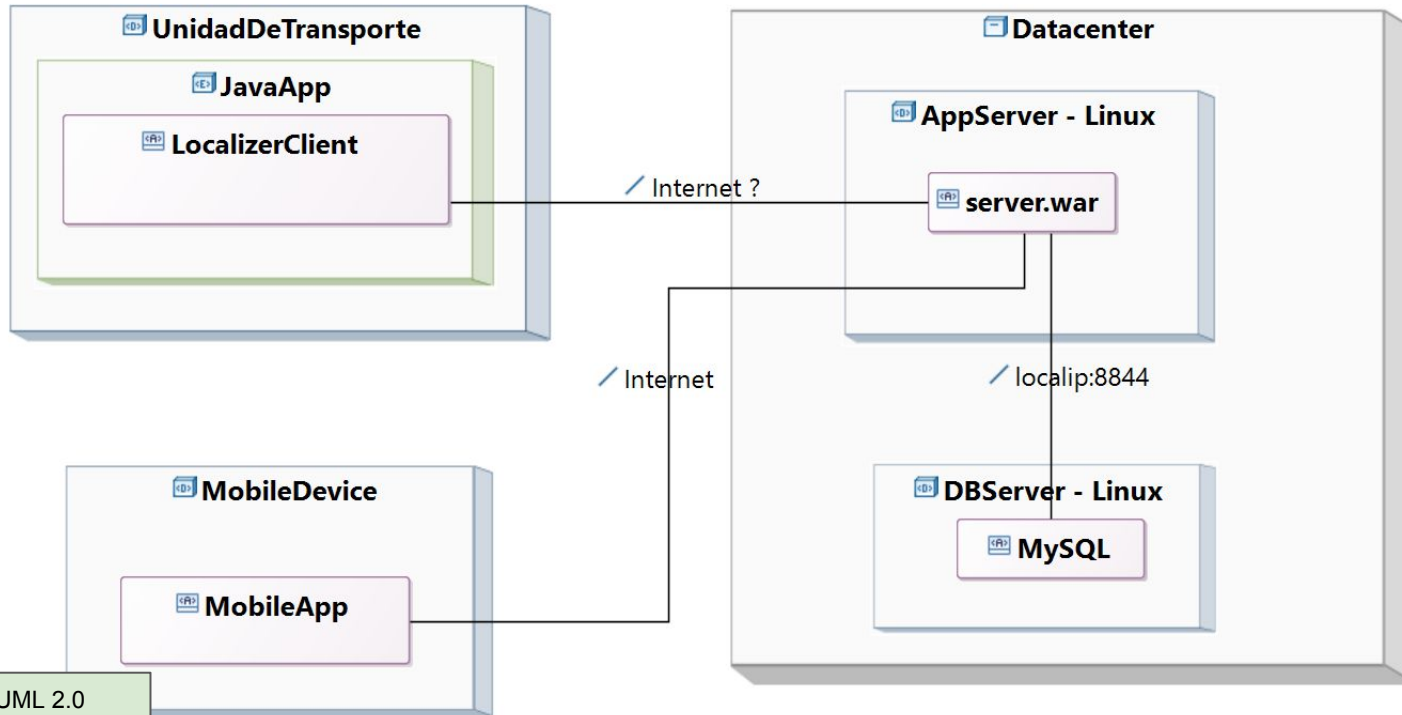 UnidadDeTransporte
<D>
JavaApp
<E>
LocalizerClient
<A>
Internet ?
Datacenter
AppServer - Linux
<D>
server.war
<A>
Internet
localip:8844
MobileDevice
<D>
MobileApp
<A>
DBServer - Linux
<D>
MySQL
<A>
UML 2.0